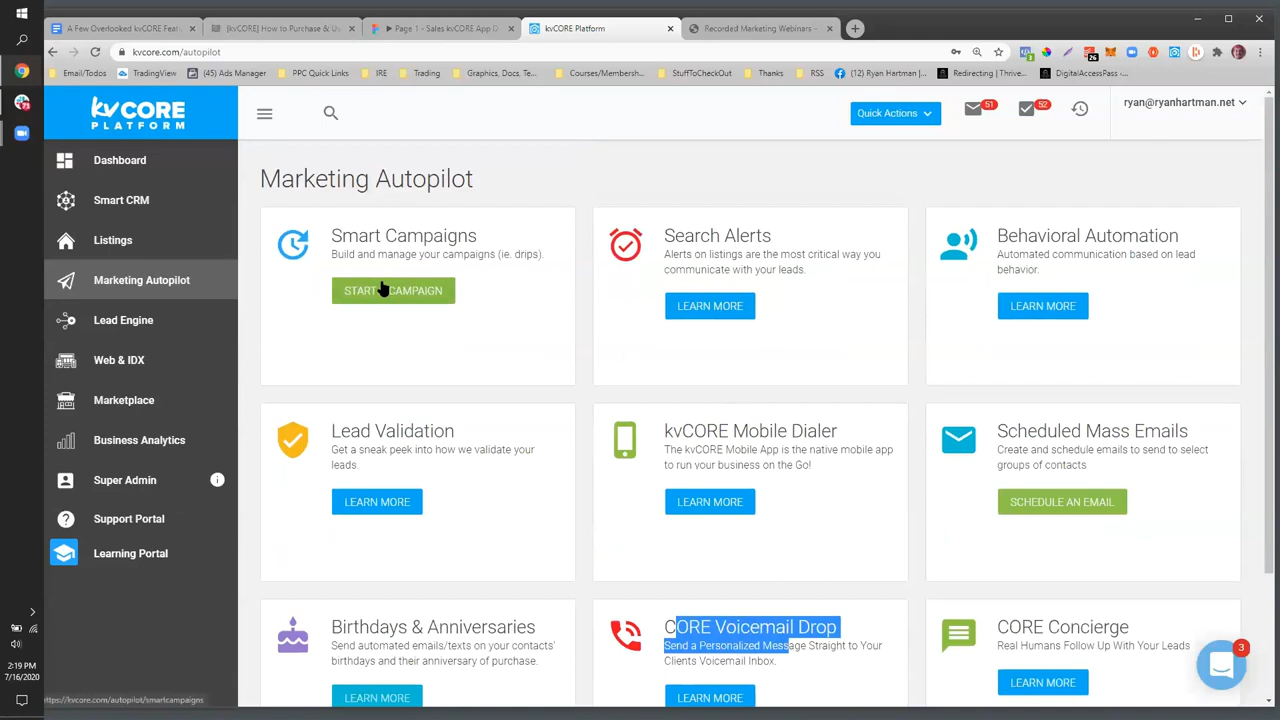 A Few Overlooked kvCORE Feat
[kvCORE] How to Purchase & Us
Page 1 - Sales kvCORE App D
kvCORE Platform
Recorded Marketing Webinars -
kvcore.com/autopilot
Email/Todos
TradingView
(45) Ads Manager
PPC Quick Links
IRE
Trading
Graphics, Docs, Te...
Courses/Membersh...
StuffToCheckOut
Thanks
RSS
(12) Ryan Hartman |...
Redirecting | Thrive...
DigitalAccessPass -...
kvCORE
PLATFORM
Quick Actions
51
52
ryan@ryanhartman.net
Dashboard
Smart CRM
Listings
Marketing Autopilot
Lead Engine
Web & IDX
Marketplace
Business Analytics
Super Admin
Support Portal
Learning Portal
Marketing Autopilot
Smart Campaigns
Build and manage your campaigns (ie. drips).
START CAMPAIGN
Search Alerts
Alerts on listings are the most critical way you
communicate with your leads.
LEARN MORE
Behavioral Automation
Automated communication based on lead
behavior.
LEARN MORE
Lead Validation
Get a sneak peek into how we validate your
leads.
LEARN MORE
kvCORE Mobile Dialer
The kvCORE Mobile App is the native mobile app
to run your business on the Go!
LEARN MORE
Scheduled Mass Emails
Create and schedule emails to send to select
groups of contacts
SCHEDULE AN EMAIL
Birthdays & Anniversaries
Send automated emails/texts on your contacts'
birthdays and their anniversary of purchase.
LEARN MORE
CORE Voicemail Drop
Send a Personalized Message Straight to Your
Clients Voicemail Inbox.
LEARN MORE
CORE Concierge
Real Humans Follow Up With Your Leads
LEARN MORE
3
2:19 PM
7/16/2020
https://kvcore.com/autopilot/smartcampaigns